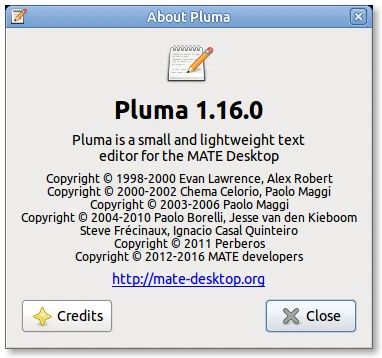 About Pluma
Pluma 1.16.0
Pluma is a small and lightweight text
editor for the MATE Desktop
Copyright © 1998-2000 Evan Lawrence, Alex Robert
Copyright © 2000-2002 Chema Celorio, Paolo Maggi
Copyright © 2003-2006 Paolo Maggi
Copyright © 2004-2010 Paolo Borelli, Jesse van den Kieboom
Steve Frécinaux, Ignacio Casal Quinteiro
Copyright © 2011 Perberos
Copyright © 2012-2016 MATE developers
http://mate-desktop.org
Credits
Close